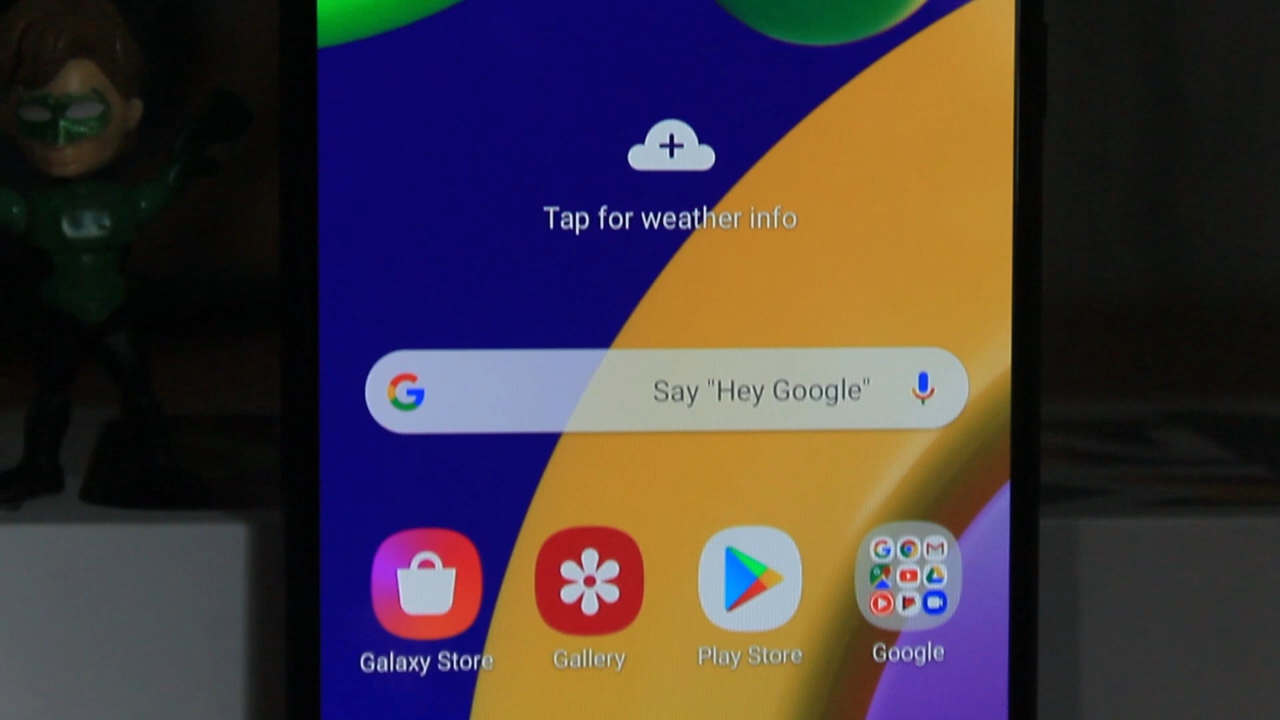 Tap for weather info
Say "Hey Google"
Galaxy Store
Gallery
Play Store
Google